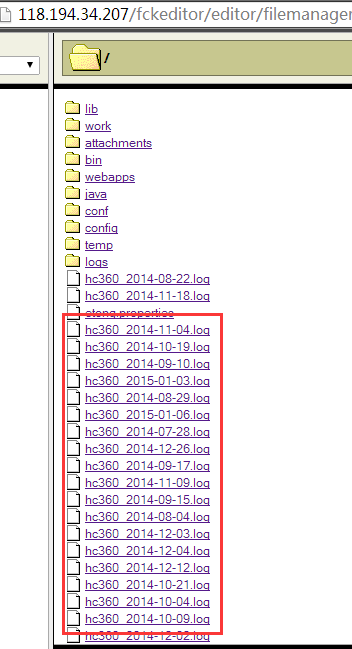 118.194.34.207/fckeditor/editor/filemanager
/
lib
work
attachments
bin
webapps
java
conf
config
temp
logs
hc360_2014-08-22.log
hc360_2014-11-18.log
hc360_2014-11-04.log
hc360_2014-10-19.log
hc360_2014-09-10.log
hc360_2015-01-03.log
hc360_2014-08-29.log
hc360_2015-01-06.log
hc360_2014-07-28.log
hc360_2014-12-26.log
hc360_2014-09-17.log
hc360_2014-11-09.log
hc360_2014-09-15.log
hc360_2014-08-04.log
hc360_2014-12-03.log
hc360_2014-12-04.log
hc360_2014-12-12.log
hc360_2014-10-21.log
hc360_2014-10-04.log
hc360_2014-10-09.log
hc360_2014-12-02.log